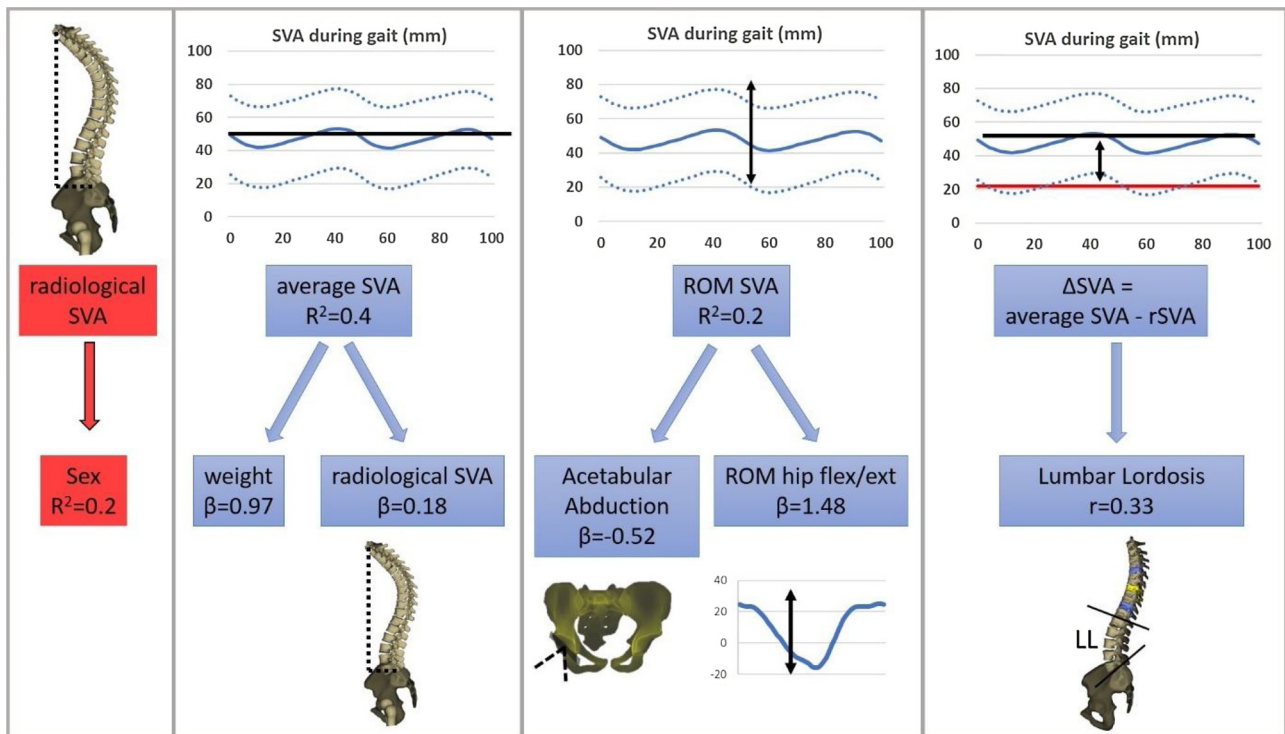 radiological
SVA
Sex
R²=0.2
SVA during gait (mm)
100
80
60
40
20
0
0 20 40 60 80 100
average SVA
R²=0.4
weight
β=0.97
radiological SVA
β=0.18
SVA during gait (mm)
100
80
60
40
20
0
0 20 40 60 80 100
ROM SVA
R²=0.2
Acetabular
Abduction
β=-0.52
ROM hip flex/ext
β=1.48
40
20
0
-20
SVA during gait (mm)
100
80
60
40
20
0
0 20 40 60 80 100
ΔSVA =
average SVA - rSVA
Lumbar Lordosis
r=0.33
LL